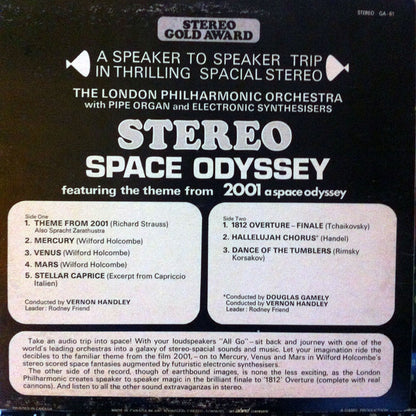 STEREO
GOLD AWARD
STEREO GA-61
A SPEAKER TO SPEAKER TRIP
IN THRILLING SPACIAL STEREO
THE LONDON PHILHARMONIC ORCHESTRA
with PIPE ORGAN and ELECTRONIC SYNTHESISERS
STEREO
SPACE ODYSSEY
featuring the theme from 2001 a space odyssey
Side One
1. THEME FROM 2001 (Richard Strauss)
Also Spracht Zarathustra
2. MERCURY (Wilford Holcombe)
3. VENUS (Wilford Holcombe)
4. MARS (Wilford Holcombe)
5. STELLAR CAPRICE (Excerpt from Capriccio
Italien)
Conducted by VERNON HANDLEY
Leader: Rodney Friend
Side Two
1. 1812 OVERTURE – FINALE (Tchaikovsky)
2. HALLELUJAH CHORUS* (Handel)
3. DANCE OF THE TUMBLERS (Rimsky
Korsakov)
*Conducted by DOUGLAS GAMELY
Conducted by VERNON HANDLEY
Leader: Rodney Friend
Take an audio trip into space! With your loudspeakers "All Go" – sit back and journey with one of the
world's leading orchestras into a galaxy of stereo-spacial sounds and music. Let your imagination ride the
decibles to the familiar theme from the film 2001, – on to Mercury, Venus and Mars in Wilford Holcombe's
stereo scored space fantasies augmented by futuristic electronic synthesisers.
The other side of the record, though of earthbound images, is none the less exciting, as the London
Philharmonic creates speaker to speaker magic in the brilliant finale to '1812' Overture (complete with real
cannons). And listen to all the other sound extravaganzas in stereo.
PRINTED IN CANADA